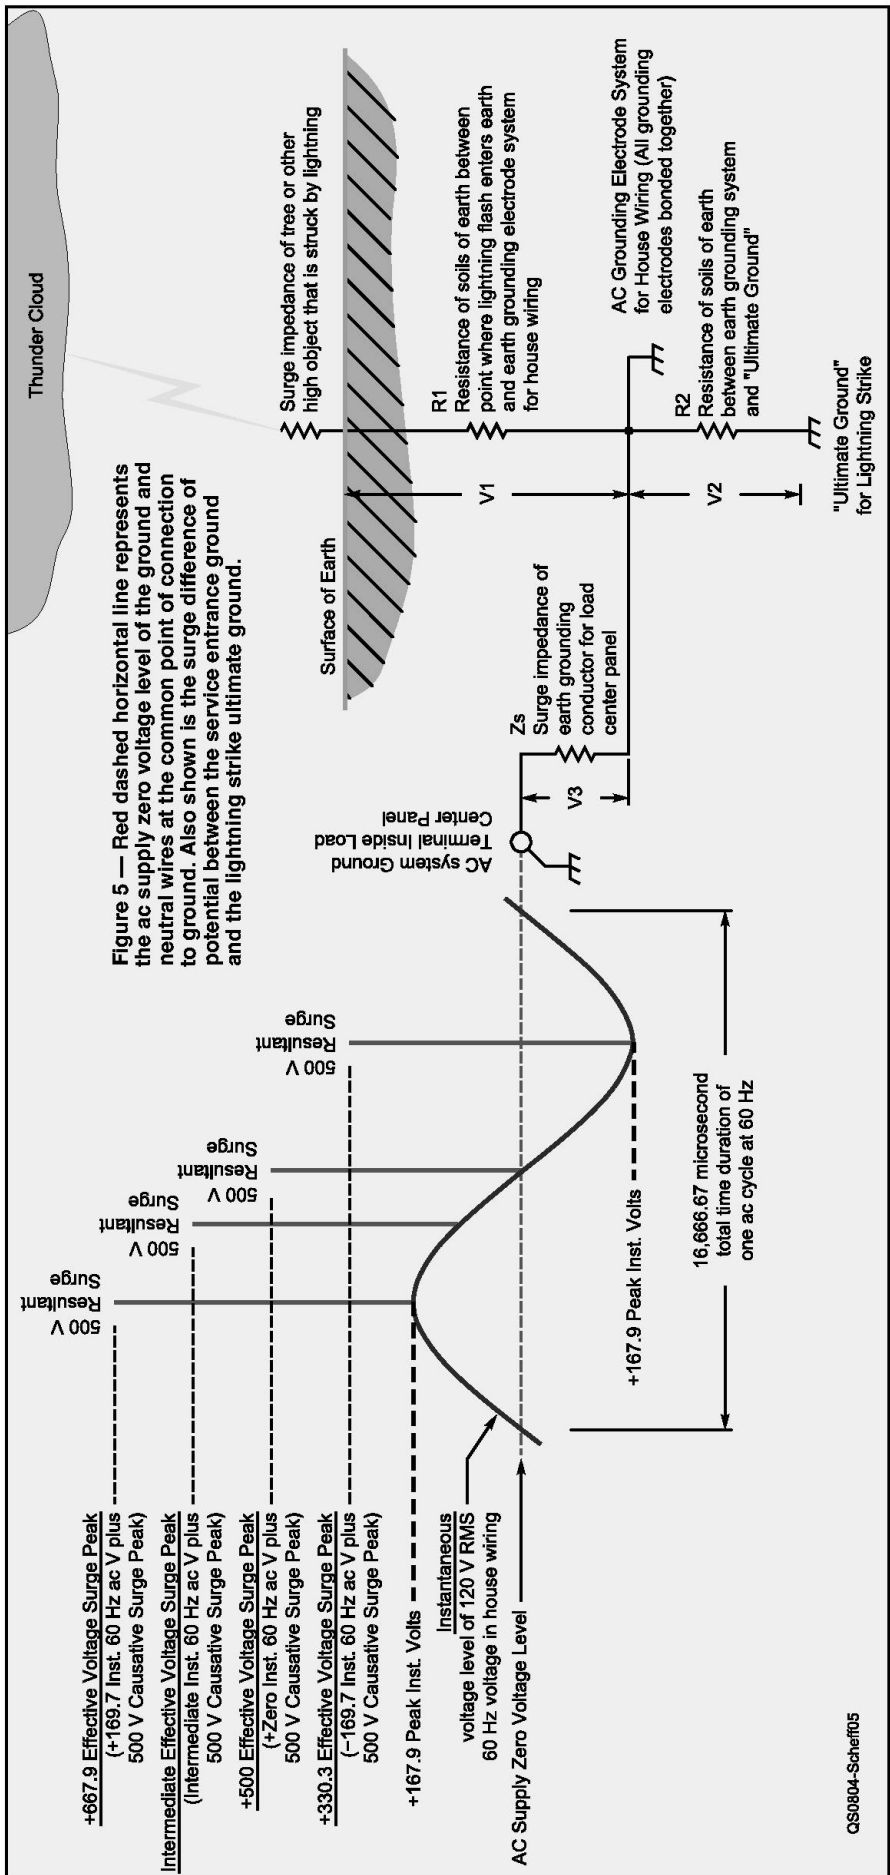 Thunder Cloud
Figure 5 — Red dashed horizontal line represents
the ac supply zero voltage level of the ground and
neutral wires at the common point of connection
to ground. Also shown is the surge difference of
potential between the service entrance ground
and the lightning strike ultimate ground.
+667.9 Effective Voltage Surge Peak
(+169.7 Inst. 60 Hz ac V plus
500 V Causative Surge Peak)
Intermediate Effective Voltage Surge Peak
(Intermediate Inst. 60 Hz ac V plus
500 V Causative Surge Peak)
+500 Effective Voltage Surge Peak
(+Zero Inst. 60 Hz ac V plus
500 V Causative Surge Peak)
+330.3 Effective Voltage Surge Peak
(−169.7 Inst. 60 Hz ac V plus
500 V Causative Surge Peak)
+167.9 Peak Inst. Volts
Instantaneous
voltage level of 120 V RMS
60 Hz voltage in house wiring
AC Supply Zero Voltage Level
500 V
Resultant
Surge
500 V
Resultant
Surge
500 V
Resultant
Surge
500 V
Resultant
Surge
+167.9 Peak Inst. Volts
16,666.67 microsecond
total time duration of
one ac cycle at 60 Hz
AC system Ground
Terminal Inside Load
Center Panel
Zs
Surge impedance of
earth grounding
conductor for load
center panel
V3
Surface of Earth
Surge impedance of tree or other
high object that is struck by lightning
R1
Resistance of soils of earth between
point where lightning flash enters earth
and earth grounding electrode system
for house wiring
V1
AC Grounding Electrode System
for House Wiring (All grounding
electrodes bonded together)
V2
R2
Resistance of soils of earth
between earth grounding system
and "Ultimate Ground"
"Ultimate Ground"
for Lightning Strike
QS0804-Scheff05